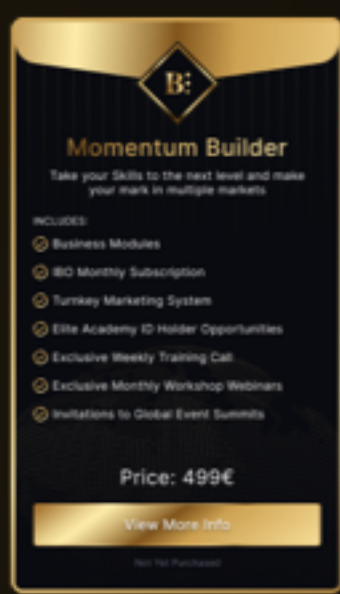 B
Momentum Builder
Take your Skills to the next level and make
your mark in multiple markets
INCLUDES:
Business Modules
IBO Monthly Subscription
Turnkey Marketing System
Elite Academy ID Holder Opportunities
Exclusive Weekly Training Call
Exclusive Monthly Workshop Webinars
Invitations to Global Event Summits
Price: 499€
View More Info
Not Yet Purchased